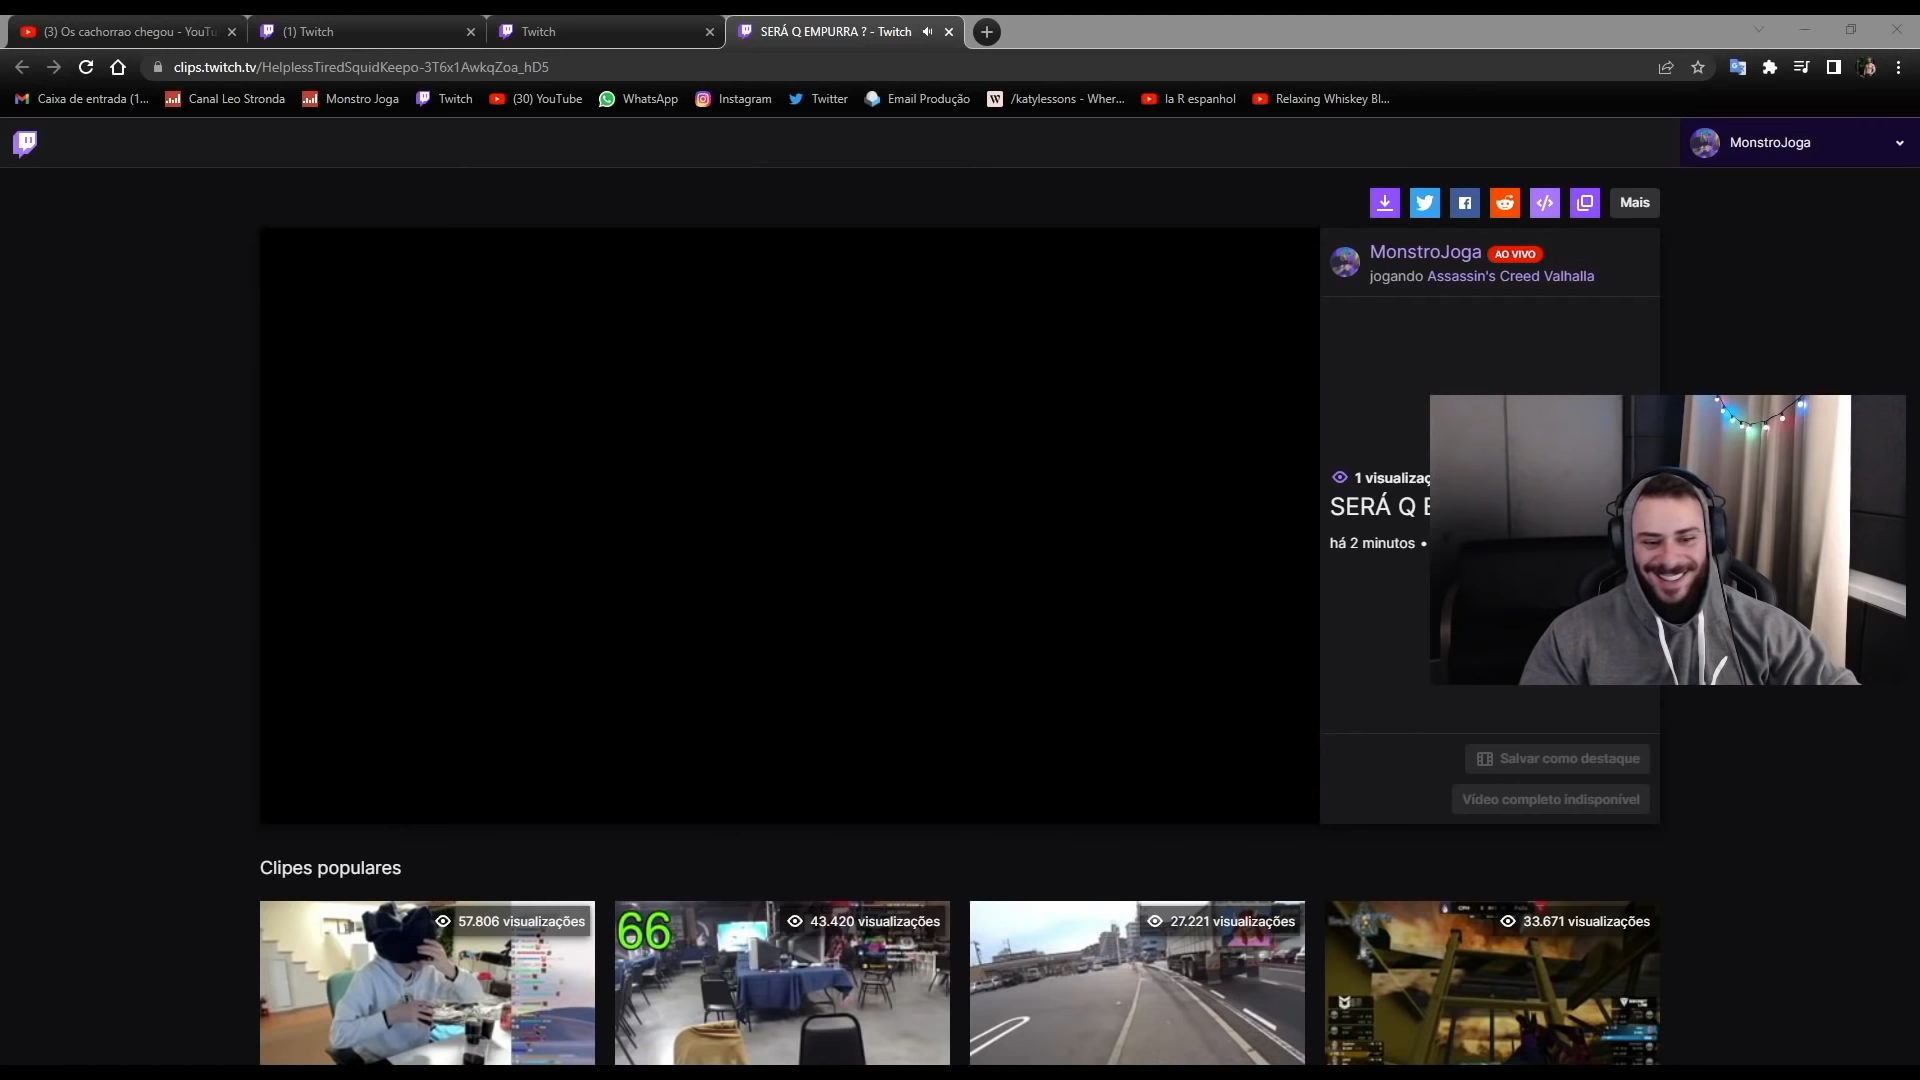 (3) Os cachorrao chegou - YouTu
(1) Twitch
Twitch
SERÁ Q EMPURRA ? - Twitch
clips.twitch.tv/HelplessTiredSquidKeepo-3T6x1AwkqZoa_hD5
Caixa de entrada (1...
Canal Leo Stronda
Monstro Joga
Twitch
(30) YouTube
WhatsApp
Instagram
Twitter
Email Produção
/katylessons - Wher...
la R espanhol
Relaxing Whiskey Bl...
MonstroJoga
Mais
MonstroJoga AO VIVO
jogando Assassin's Creed Valhalla
1 visualizaç
SERÁ Q E
há 2 minutos •
Salvar como destaque
Vídeo completo indisponível
Clipes populares
57.806 visualizações
66
43.420 visualizações
27.221 visualizações
33.671 visualizações